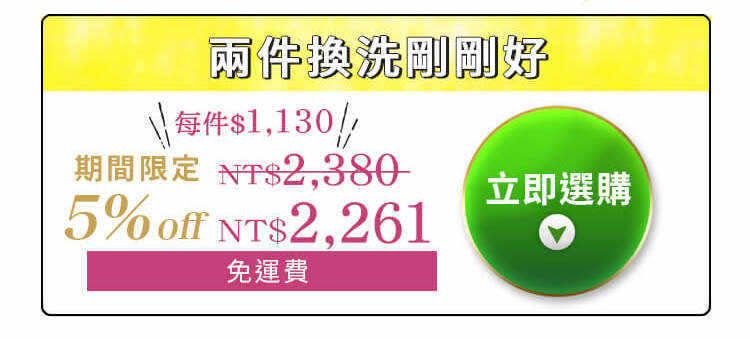 兩件換洗剛剛好
每件$1,130
期間限定 NT$2,380
5%off NT$2,261
免運費
立即選購